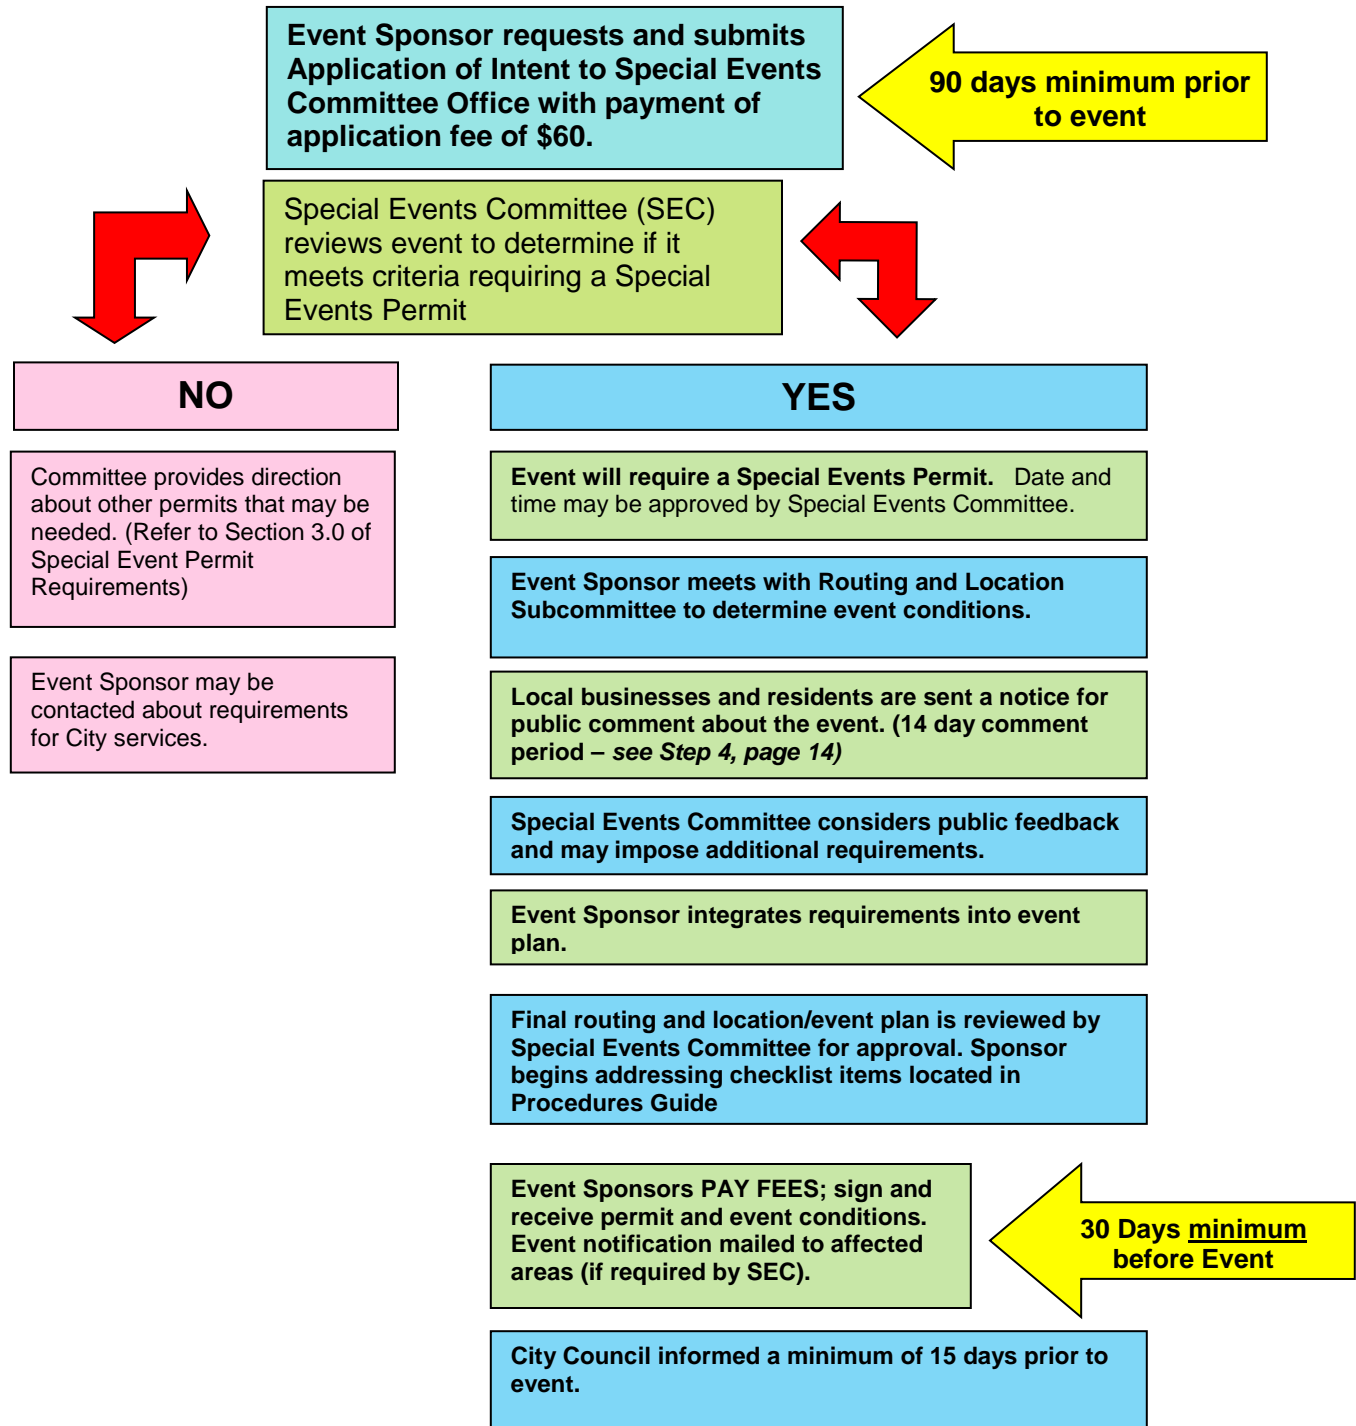 Event Sponsor requests and submits
Application of Intent to Special Events
Committee Office with payment of
application fee of $60.
90 days minimum prior
to event
Special Events Committee (SEC)
reviews event to determine if it
meets criteria requiring a Special
Events Permit
NO
Committee provides direction
about other permits that may be
needed. (Refer to Section 3.0 of
Special Event Permit
Requirements)
Event Sponsor may be
contacted about requirements
for City services.
YES
Event will require a Special Events Permit. Date and
time may be approved by Special Events Committee.
Event Sponsor meets with Routing and Location
Subcommittee to determine event conditions.
Local businesses and residents are sent a notice for
public comment about the event. (14 day comment
period – see Step 4, page 14)
Special Events Committee considers public feedback
and may impose additional requirements.
Event Sponsor integrates requirements into event
plan.
Final routing and location/event plan is reviewed by
Special Events Committee for approval. Sponsor
begins addressing checklist items located in
Procedures Guide
Event Sponsors PAY FEES; sign and
receive permit and event conditions.
Event notification mailed to affected
areas (if required by SEC).
30 Days minimum
before Event
City Council informed a minimum of 15 days prior to
event.